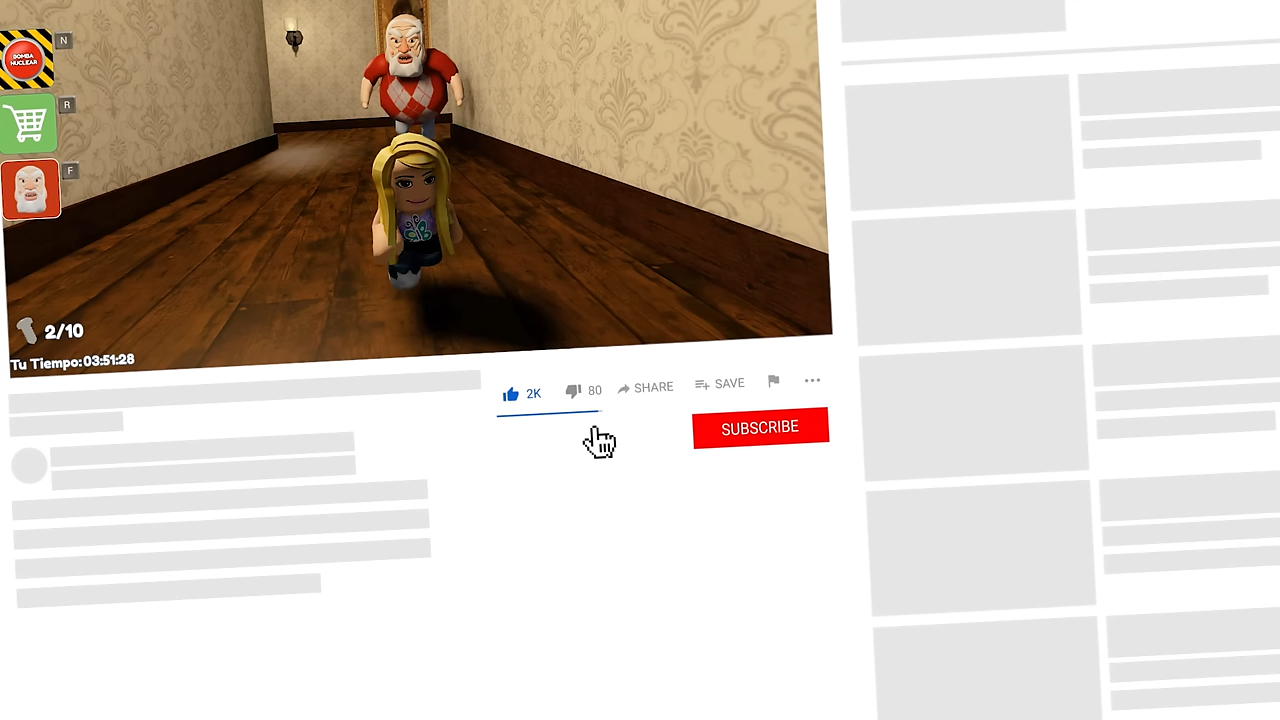 BOMBA
NUCLEAR
N
R
F
2/10
Tu Tiempo:03:51:28
2K
80
SHARE
SAVE
SUBSCRIBE